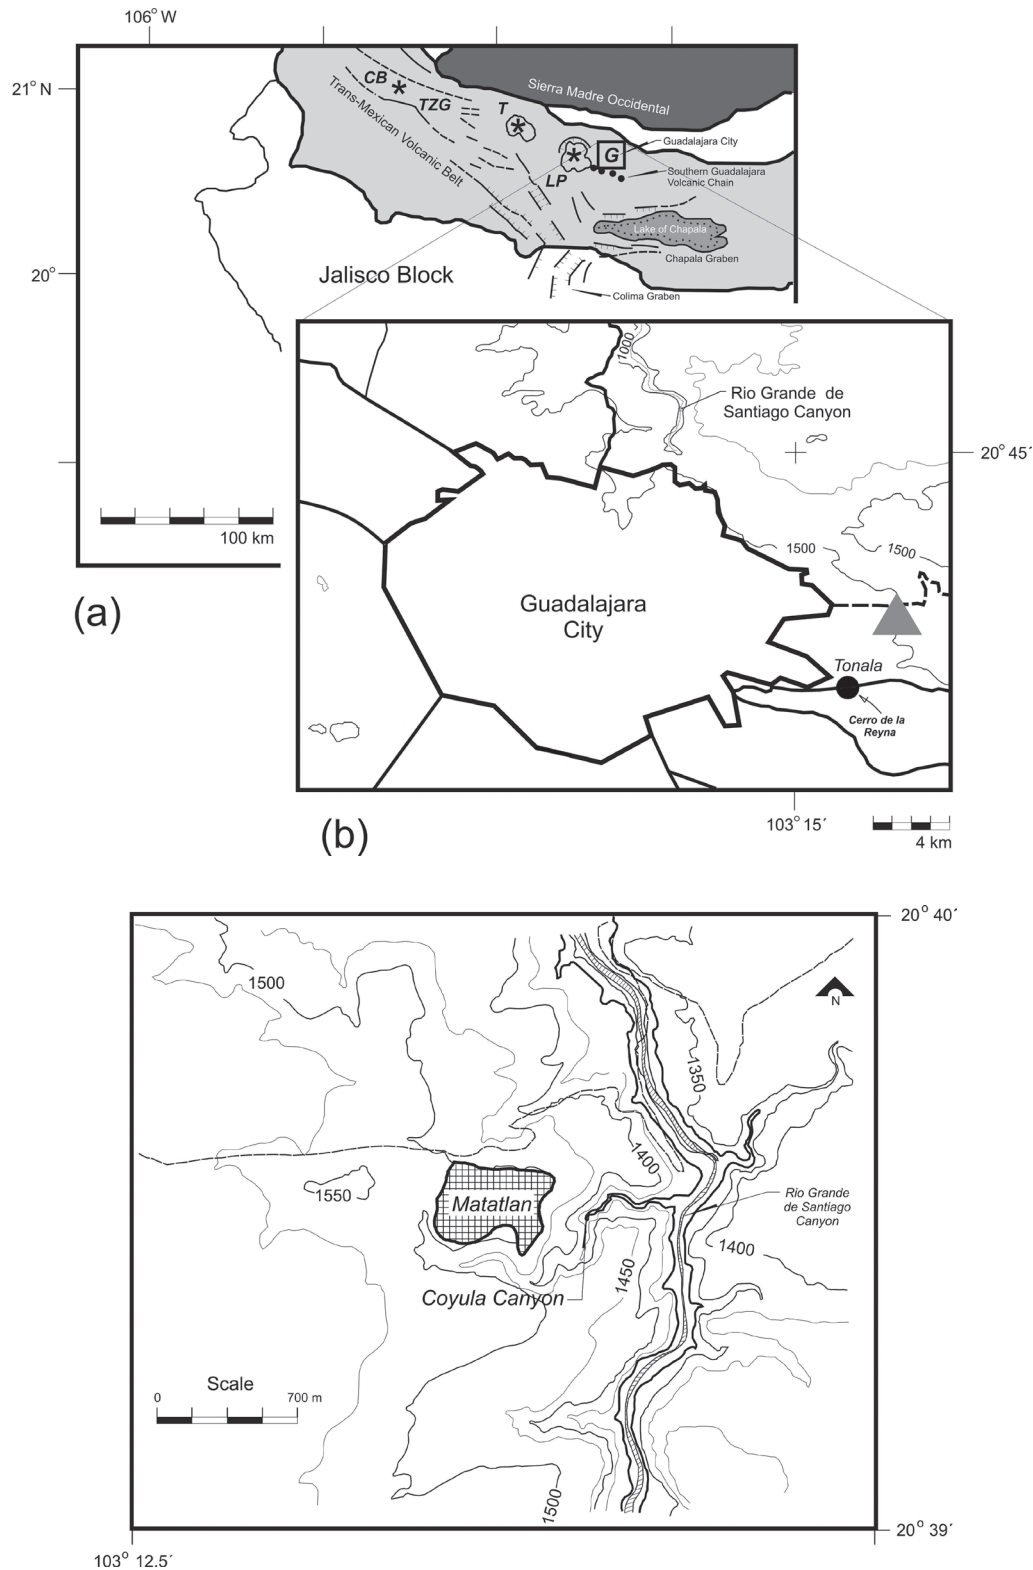 106° W
21° N
CB
TZG
T
Sierra Madre Occidental
Trans-Mexican Volcanic Belt
G
Guadalajara City
LP
Southern Guadalajara
Volcanic Chain
Lake of Chapala
Chapala Graben
20°
Jalisco Block
Colima Graben
100 km
(a)
1000
Rio Grande de
Santiago Canyon
20° 45´
1500
1500
Guadalajara
City
Tonala
Cerro de la
Reyna
103° 15´
4 km
(b)
20° 40´
1500
N
1350
1400
1550
Matatlan
Rio Grande
de Santiago
Canyon
1400
1450
Coyula Canyon
Scale
0 700 m
1500
20° 39´
103° 12.5´